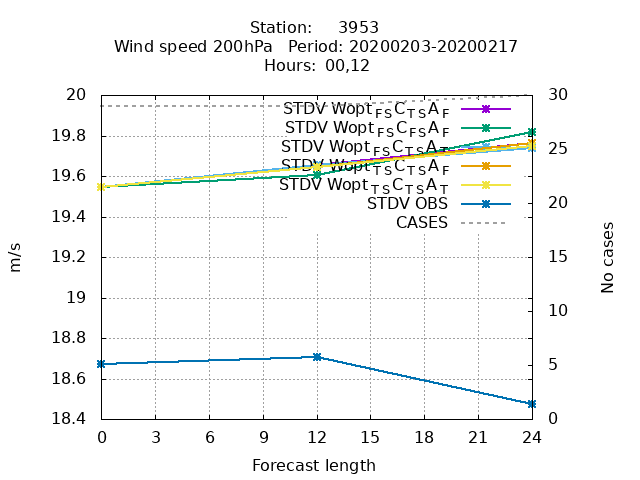 Station: 3953
Wind speed 200hPa Period: 20200203-20200217
Hours: 00,12
20 30
STDV Wopt_FS C_TS A_F
STDV Wopt_FS C_FS A_F
19.8
STDV Wopt_FS C_TS A_T 25
STDV Wopt_TS C_TS A_F
19.6
STDV Wopt_TS C_TS A_T
STDV OBS 20
19.4
CASES
19.2 15
m/s
No cases
19
10
18.8
5
18.6
18.4 0
0 3 6 9 12 15 18 21 24
Forecast length